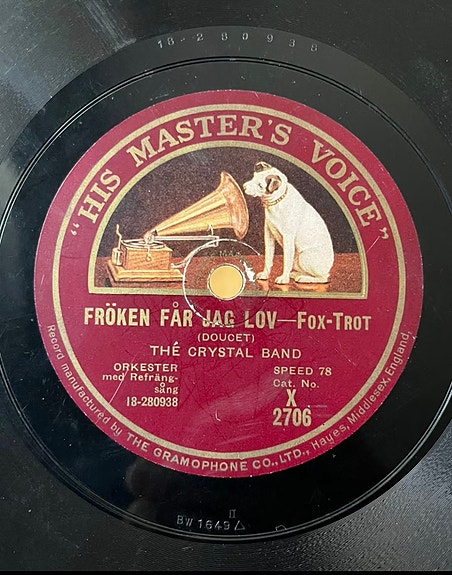 18-280938
"HIS MASTER'S VOICE"
FRÖKEN FÅR JAG LOV—FOX-TROT
(DOUCET)
THE CRYSTAL BAND
ORKESTER
med Refräng-
sång
18-280938
SPEED 78
Cat. No.
X
2706
Record manufactured by THE GRAMOPHONE CO., LTD., Hayes, Middlesex, England.
II
BW 1649 △